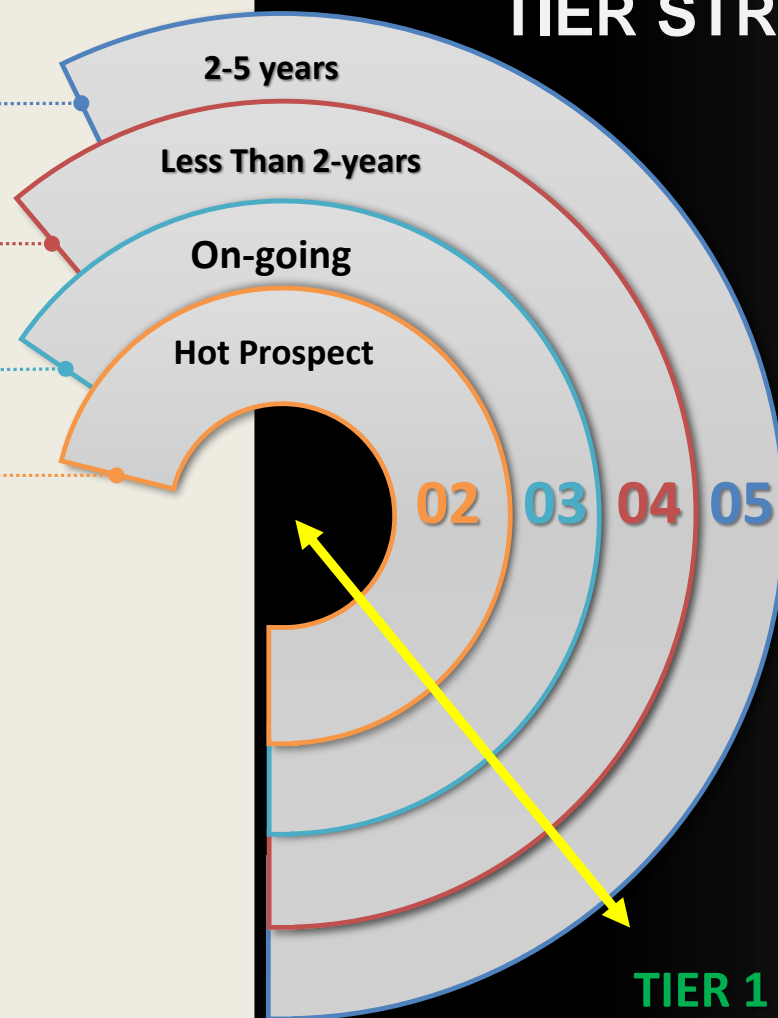 TIER STR
2-5 years
Less Than 2-years
On-going
Hot Prospect
02 03 04 05
TIER 1